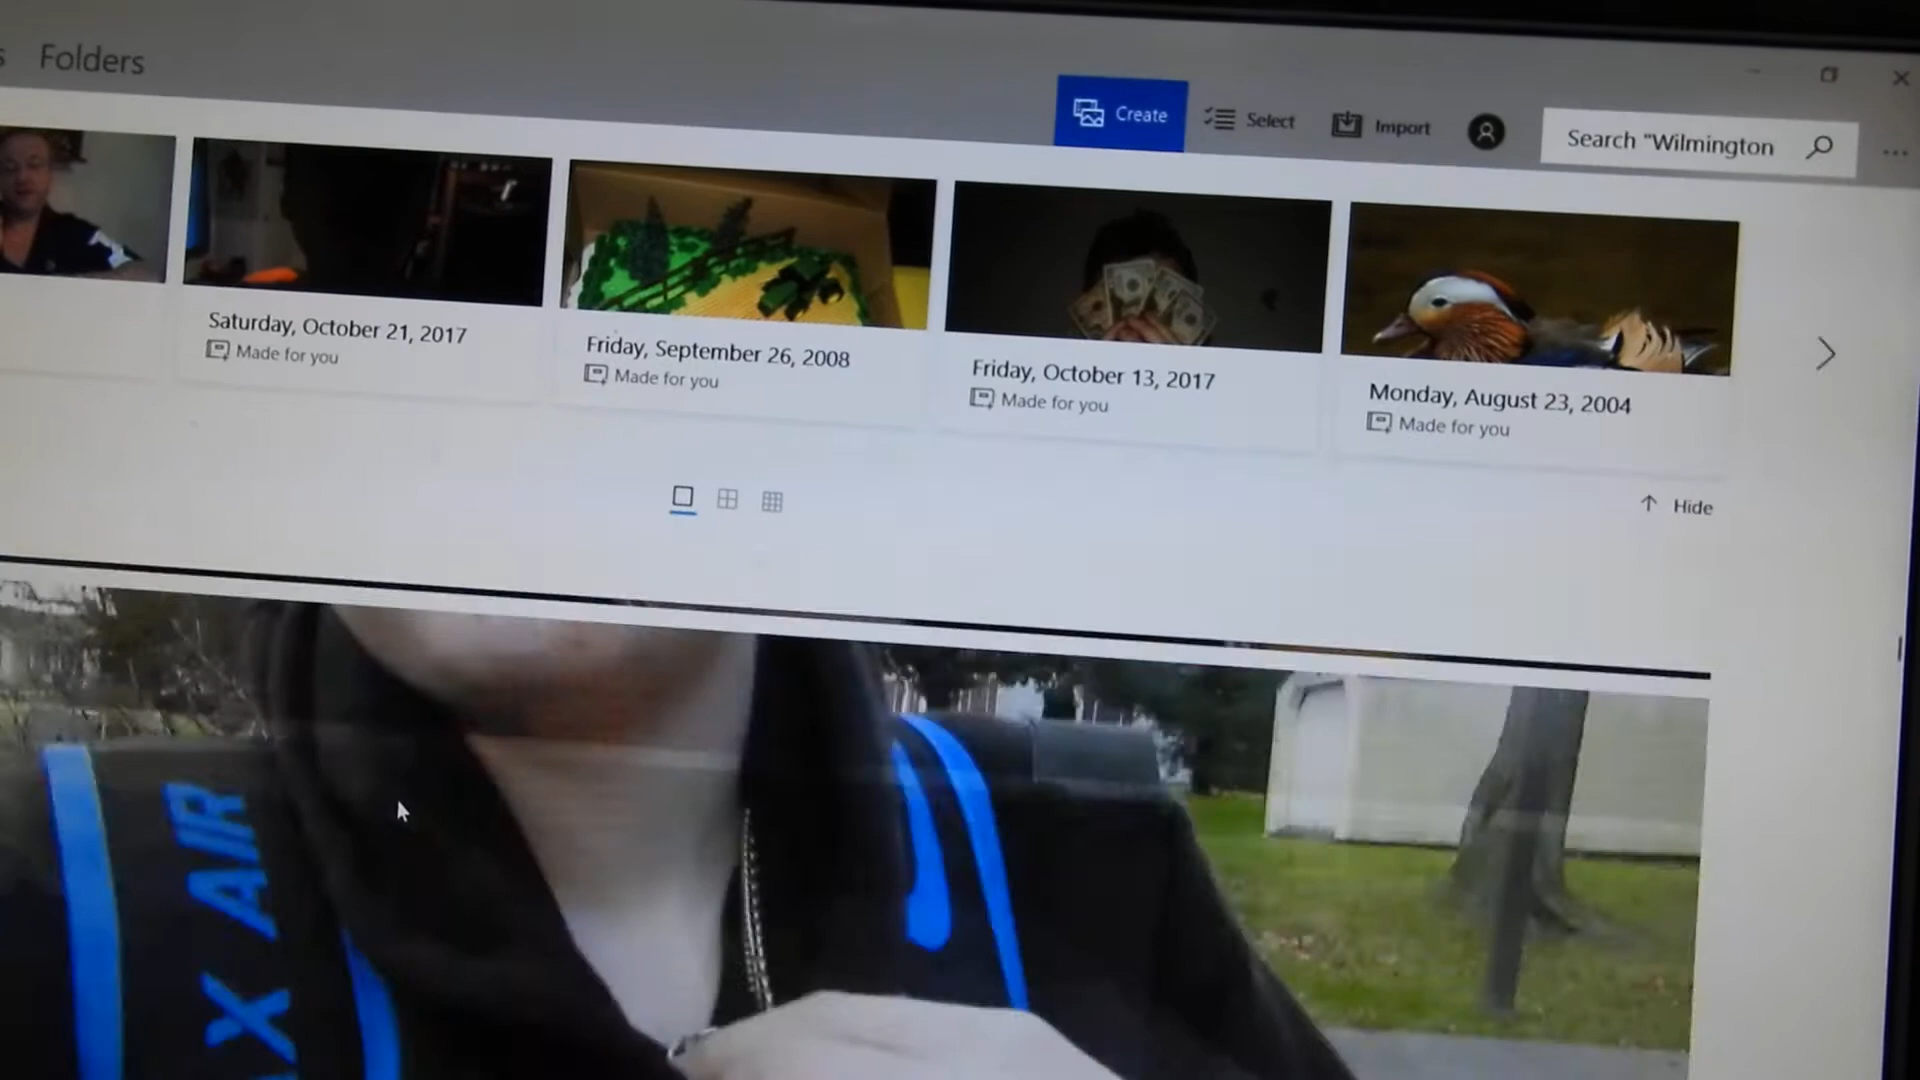 Folders
Create
Select
Import
Search "Wilmington
Saturday, October 21, 2017
Made for you
Friday, September 26, 2008
Made for you
Friday, October 13, 2017
Made for you
Monday, August 23, 2004
Made for you
Hide
AX AIR